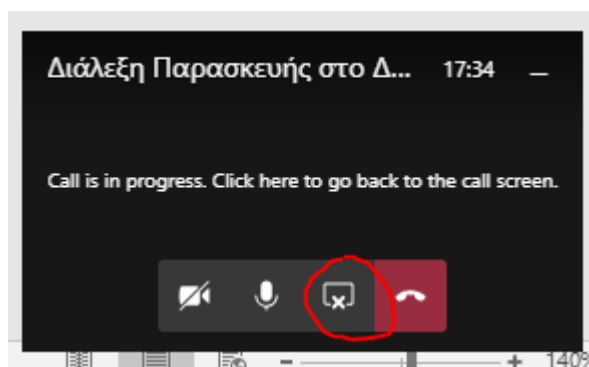 Διάλεξη Παρασκευής στο Δ... 17:34
Call is in progress. Click here to go back to the call screen.
140%